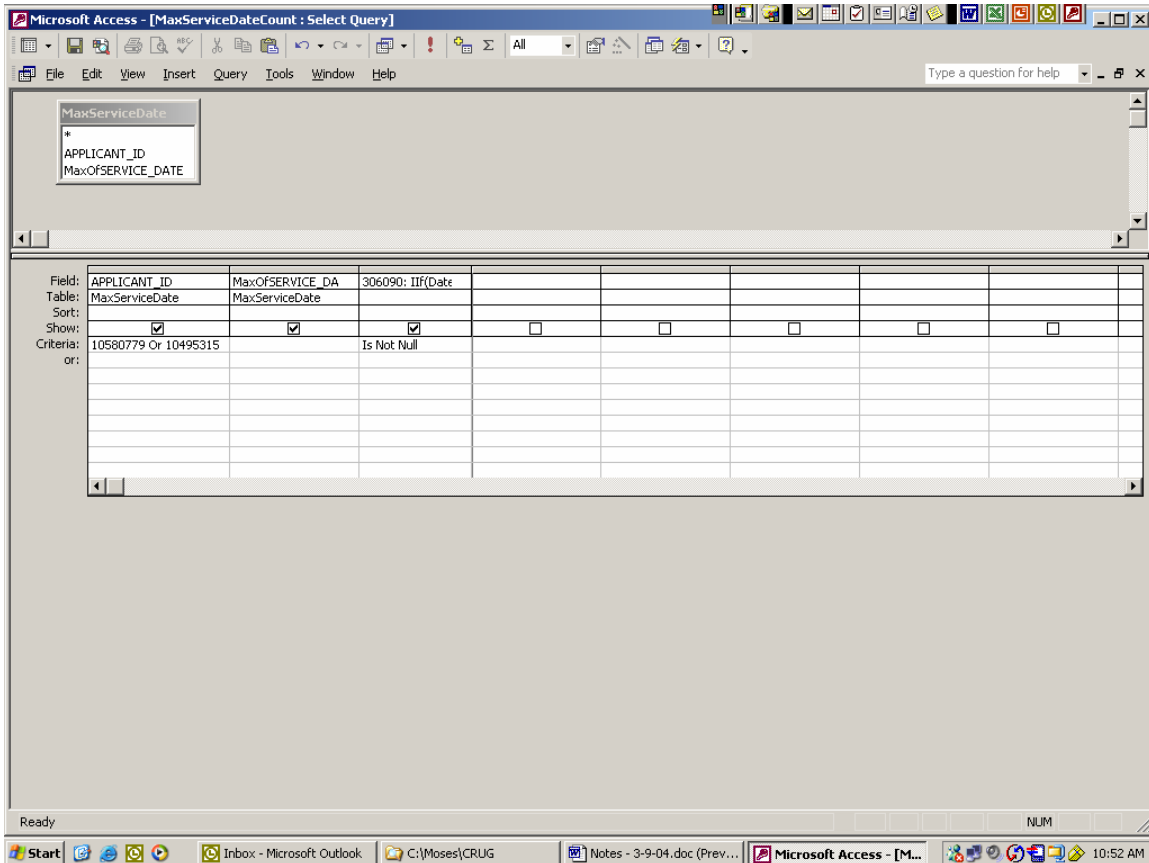 Microsoft Access - [MaxServiceDateCount : Select Query]
All
File Edit View Insert Query Tools Window Help
Type a question for help
MaxServiceDate
*
APPLICANT_ID
MaxOfSERVICE_DATE
Field: APPLICANT_ID MaxOfSERVICE_DA 306090: IIf(Date
Table: MaxServiceDate MaxServiceDate
Sort:
Show:
Criteria: 10580779 Or 10495315 Is Not Null
or:
Ready
NUM
Start Inbox - Microsoft Outlook C:\Moses\CRUG Notes - 3-9-04.doc (Prev... Microsoft Access - [M... 10:52 AM